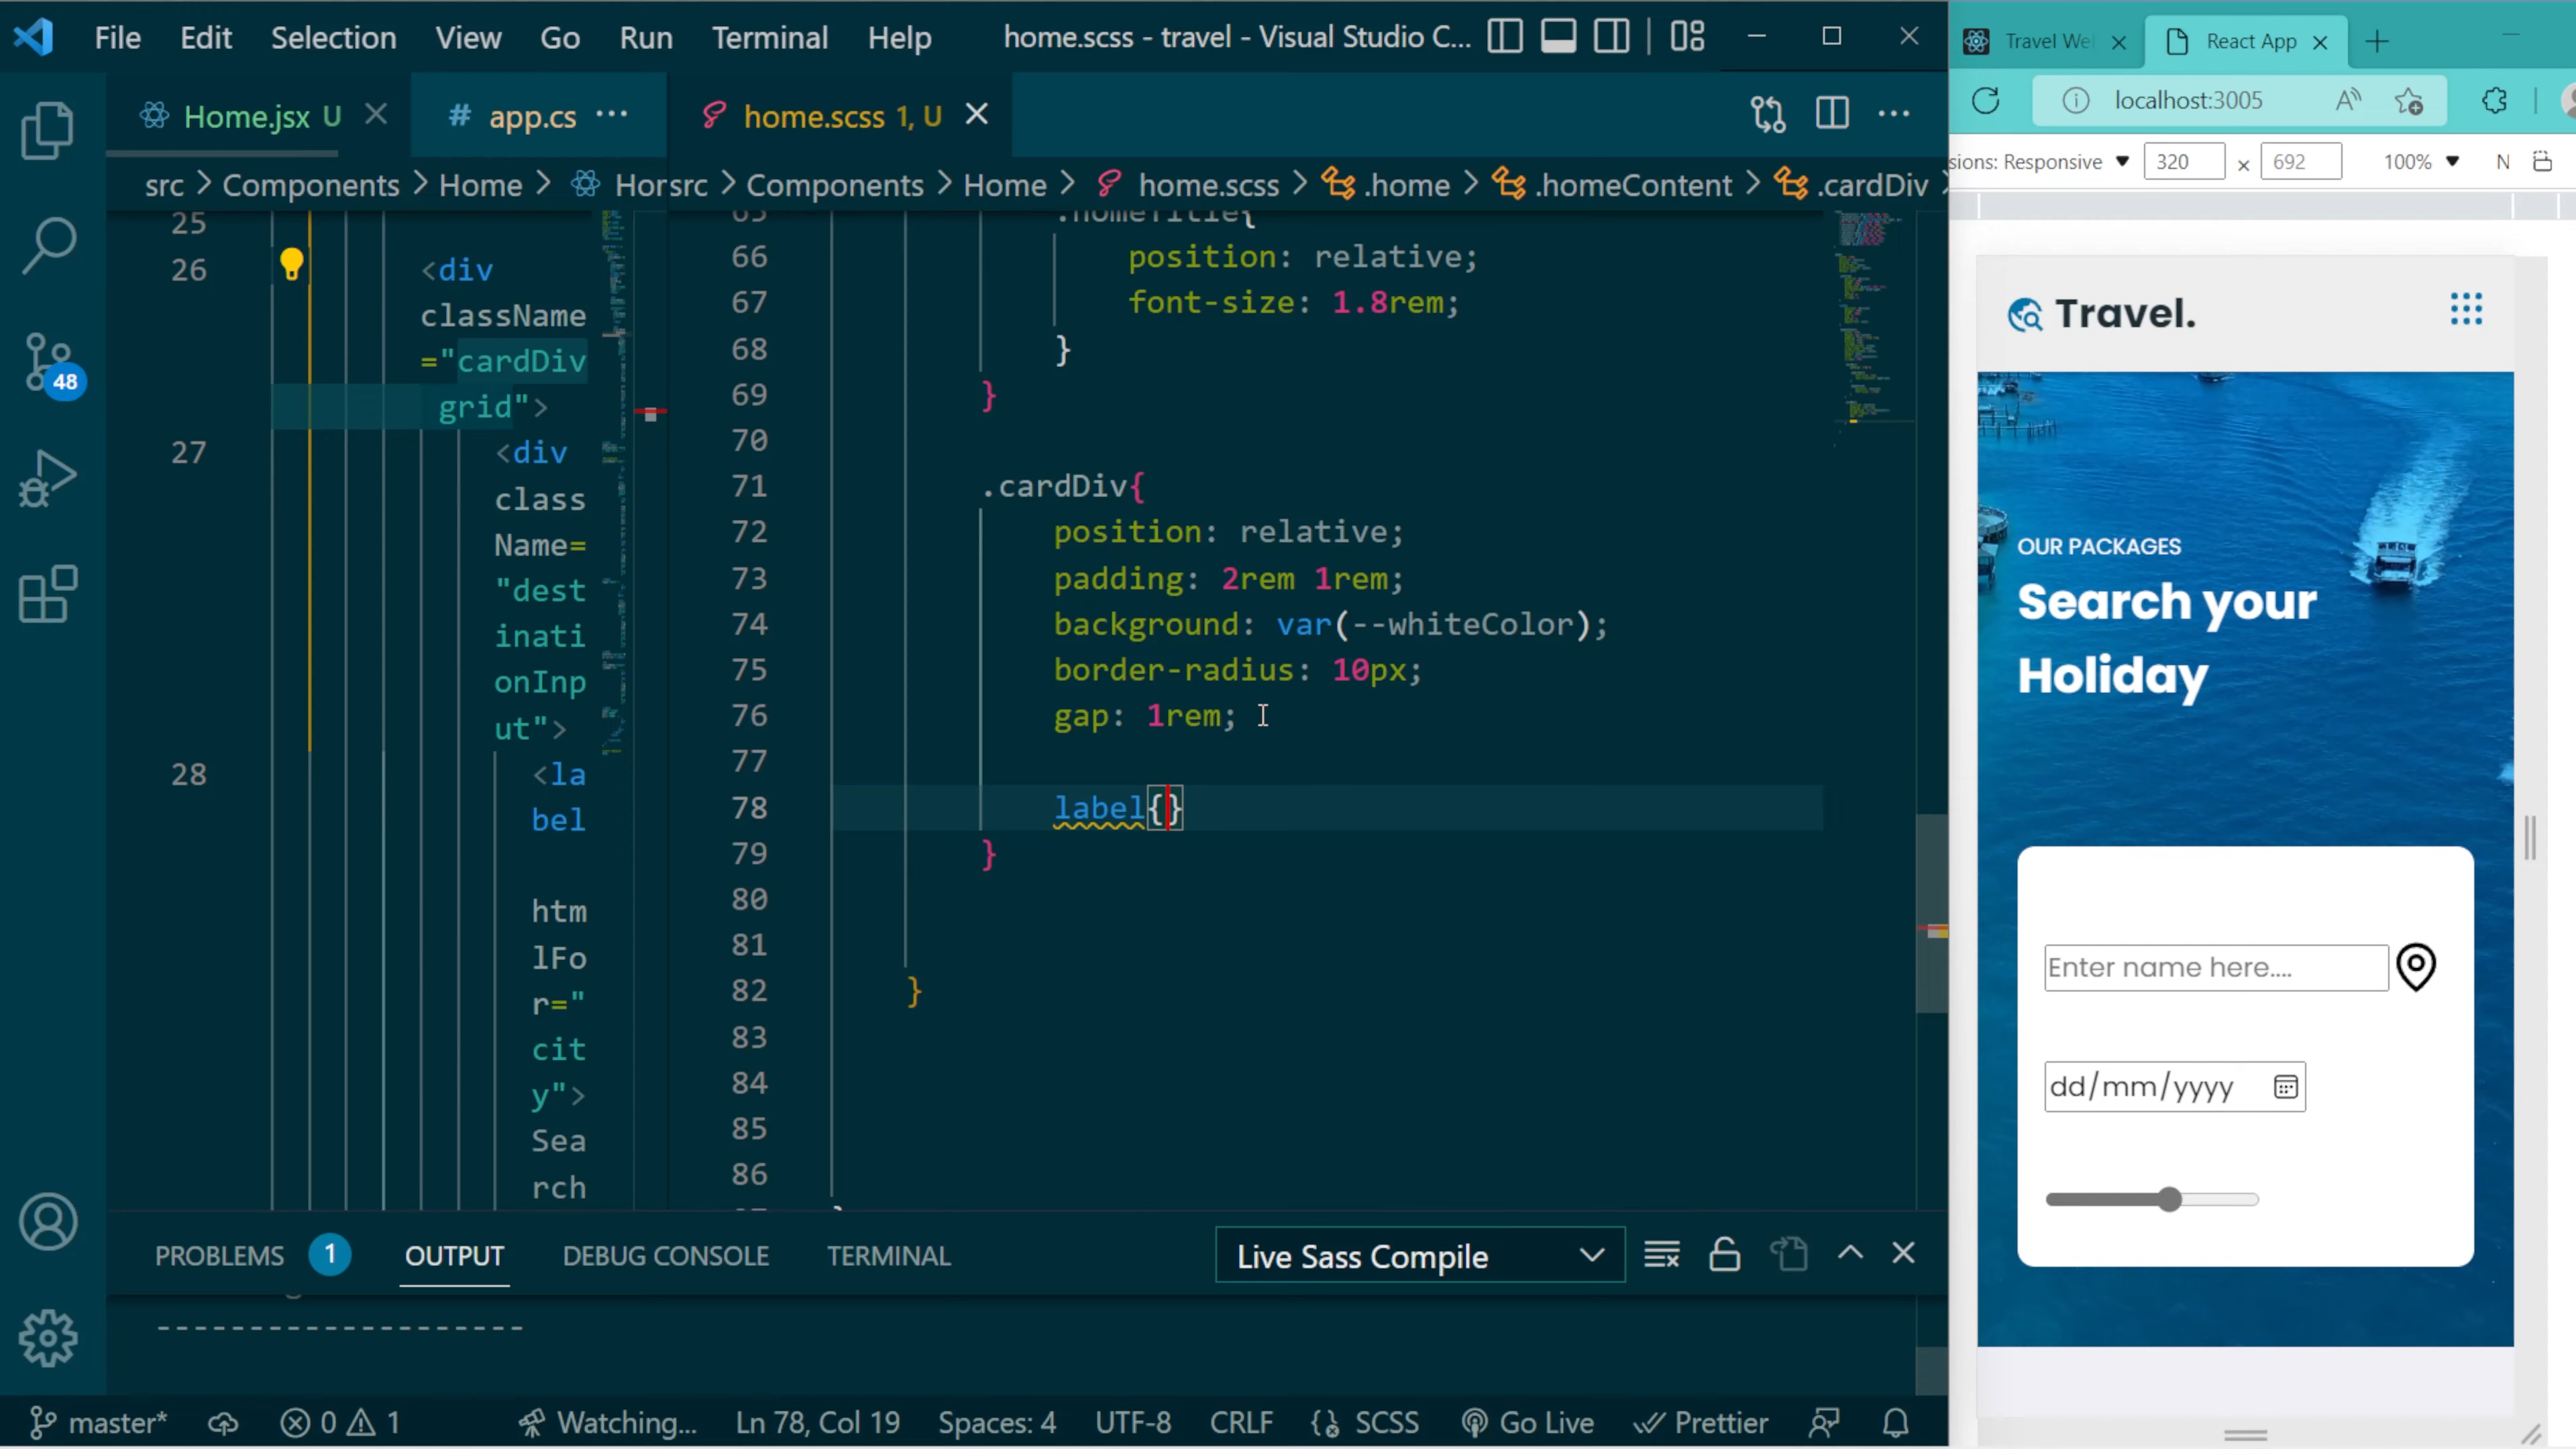 File Edit Selection View Go Run Terminal Help home.scss - travel - Visual Studio C...
Home.jsx U
app.cs ...
home.scss 1, U
src > Components > Home > Hor
src > Components > Home > home.scss > .home > .homeContent > .cardDiv
25
26 <div
className
="cardDiv
grid">
27 <div
class
Name=
"dest
inati
onInp
ut">
28 <la
bel
htm
lFo
r="
cit
y">
Sea
rch
65 .homeTitle{
66 position: relative;
67 font-size: 1.8rem;
68 }
69 }
70
71 .cardDiv{
72 position: relative;
73 padding: 2rem 1rem;
74 background: var(--whiteColor);
75 border-radius: 10px;
76 gap: 1rem;
77
78 label{}
79 }
80
81
82 }
83
84
85
86
48
PROBLEMS 1 OUTPUT DEBUG CONSOLE TERMINAL
Live Sass Compile
--------------------
master* 0 1 Watching... Ln 78, Col 19 Spaces: 4 UTF-8 CRLF SCSS Go Live Prettier
Travel We
React App
localhost:3005
sions: Responsive 320 × 692 100% N
Travel.
OUR PACKAGES
Search your
Holiday
Enter name here....
dd/mm/yyyy